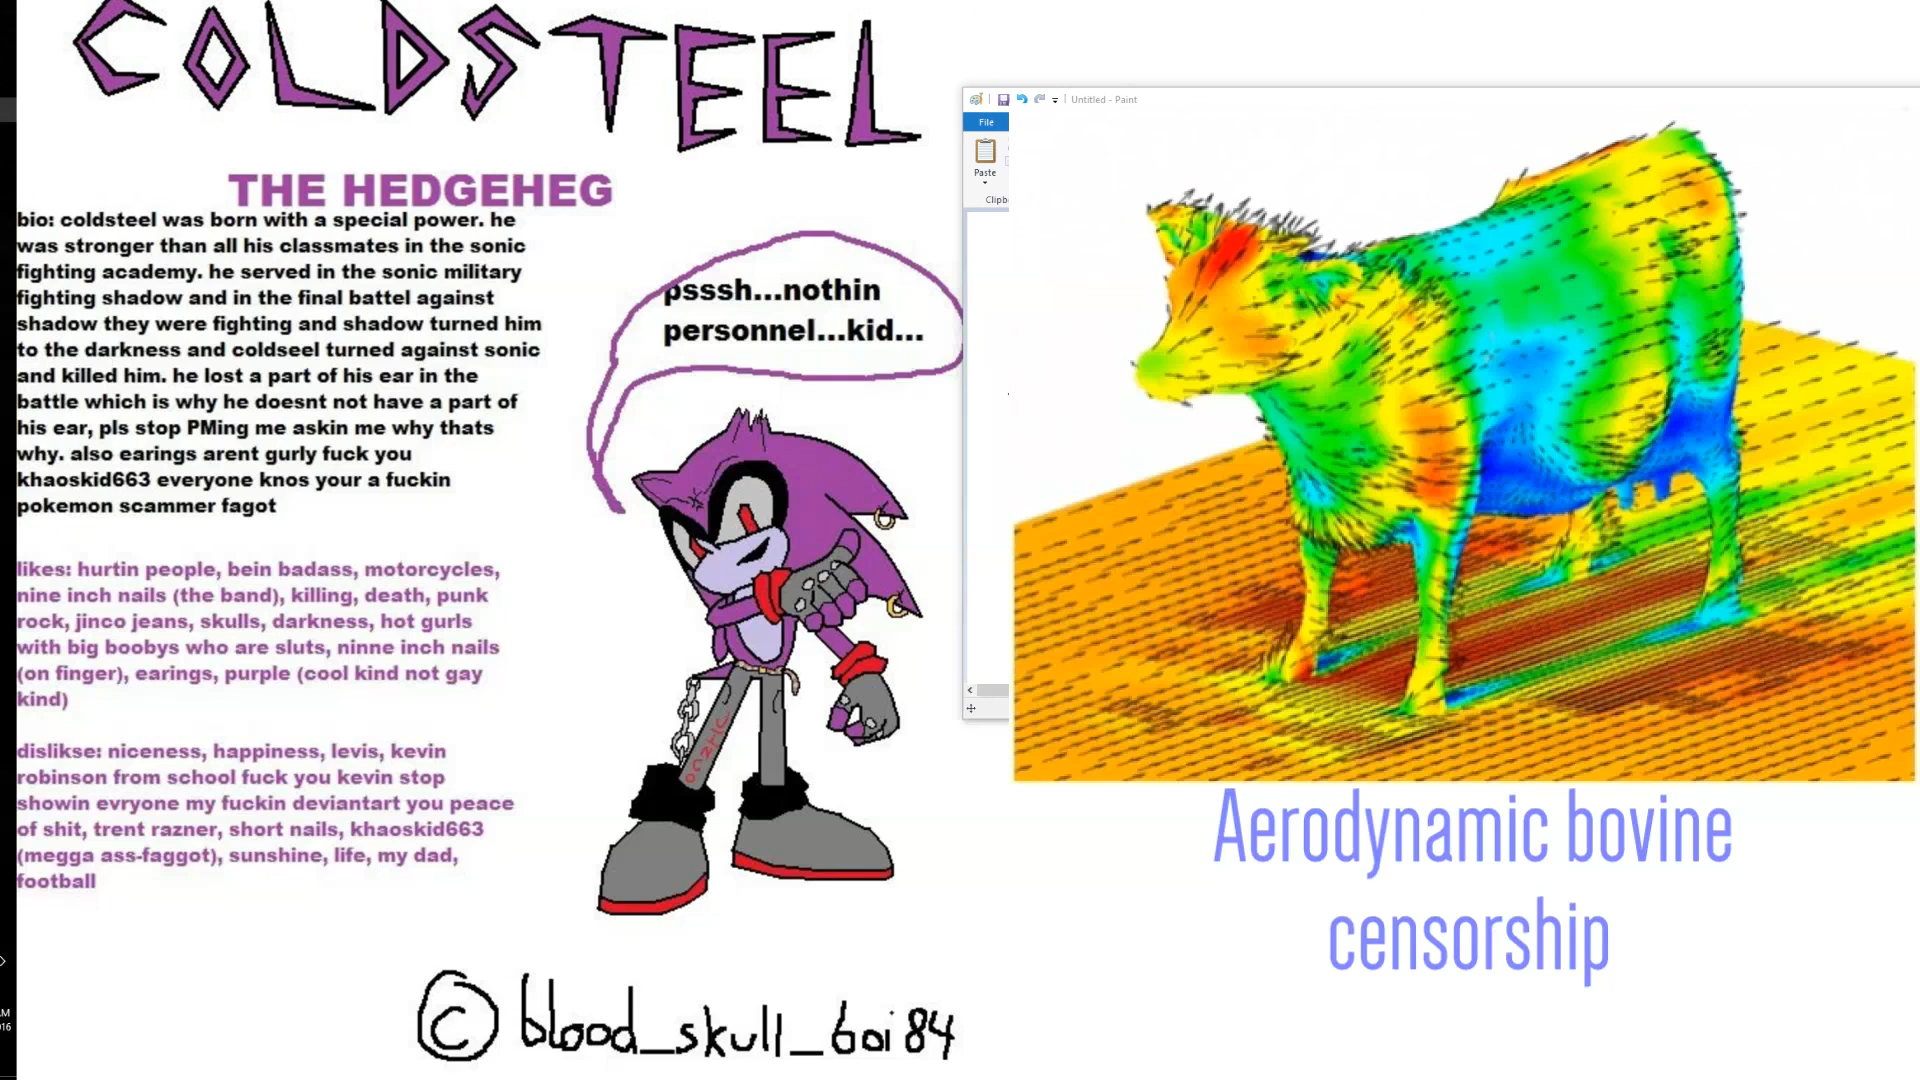 COLDSTEEL
THE HEDGEHEG
bio: coldsteel was born with a special power. he
was stronger than all his classmates in the sonic
fighting academy. he served in the sonic military
fighting shadow and in the final battel against
shadow they were fighting and shadow turned him
to the darkness and coldseel turned against sonic
and killed him. he lost a part of his ear in the
battle which is why he doesnt not have a part of
his ear, pls stop PMing me askin me why thats
why. also earings arent gurly fuck you
khaoskid663 everyone knos your a fuckin
pokemon scammer fagot
likes: hurtin people, bein badass, motorcycles,
nine inch nails (the band), killing, death, punk
rock, jinco jeans, skulls, darkness, hot gurls
with big boobys who are sluts, ninne inch nails
(on finger), earings, purple (cool kind not gay
kind)
dislikse: niceness, happiness, levis, kevin
robinson from school fuck you kevin stop
showin evryone my fuckin deviantart you peace
of shit, trent razner, short nails, khaoskid663
(megga ass-faggot), sunshine, life, my dad,
football
psssh...nothin
personnel...kid...
© blood_skull_boi84
Untitled - Paint
File
Paste
Clipb
Aerodynamic bovine
censorship